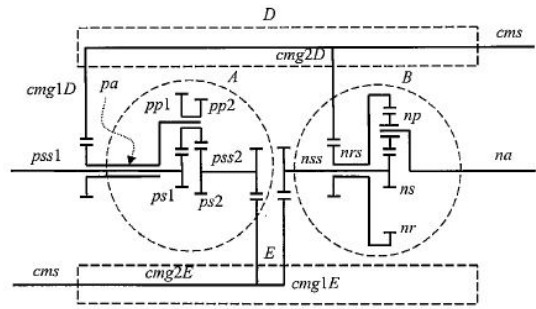 D
cms
cmg2D
cmg1D
pa
A
B
pp1
pp2
np
pss1
pss2
nss
nrs
na
ps1
ps2
ns
E
nr
cms
cmg2E
cmg1E